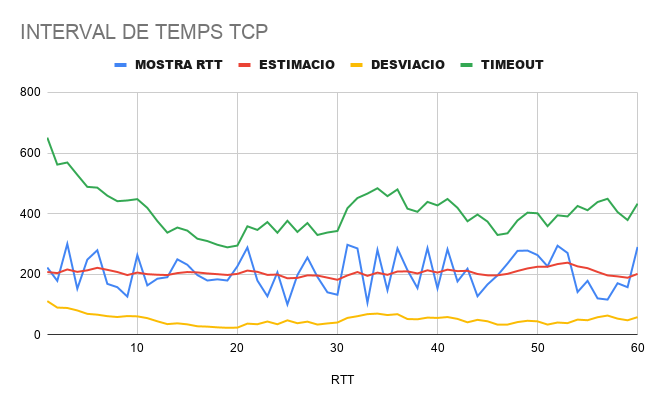 INTERVAL DE TEMPS TCP
MOSTRA RTT ESTIMACIO DESVIACIO TIMEOUT
800
600
400
200
0
10 20 30 40 50 60
RTT